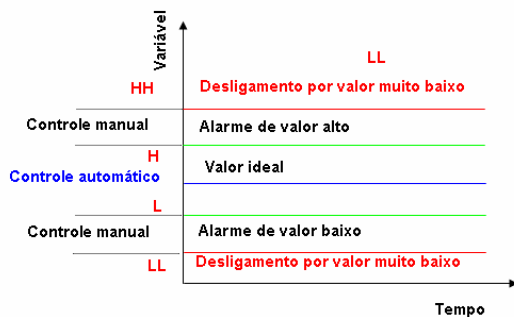 Variável
LL
HH
Desligamento por valor muito baixo
Controle manual
Alarme de valor alto
H
Valor ideal
Controle automático
L
Controle manual
Alarme de valor baixo
LL
Desligamento por valor muito baixo
Tempo